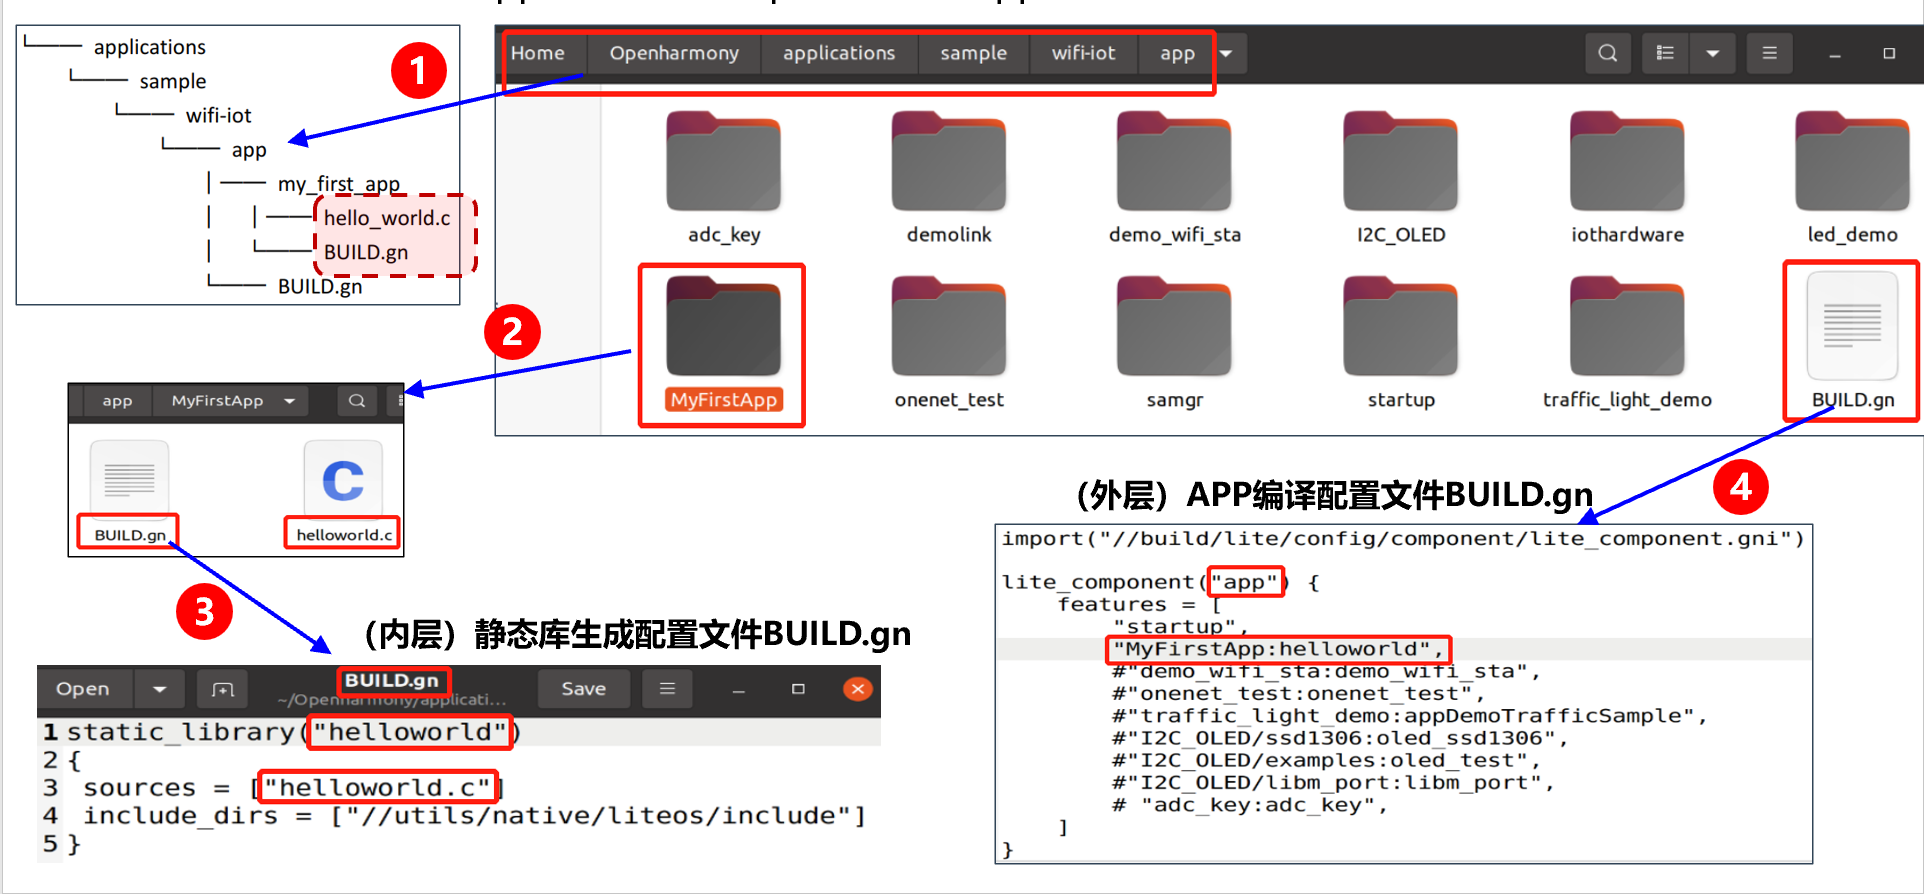 applications
sample
wifi-iot
app
my_first_app
hello_world.c
BUILD.gn
BUILD.gn
1
Home Openharmony applications sample wifi-iot app
adc_key demolink demo_wifi_sta I2C_OLED iothardware led_demo
MyFirstApp onenet_test samgr startup traffic_light_demo BUILD.gn
2
app MyFirstApp
C
BUILD.gn helloworld.c
3
（内层）静态库生成配置文件BUILD.gn
Open BUILD.gn Save
~/Openharmony/applicati...
1 static_library("helloworld")
2 {
3 sources = ["helloworld.c"]
4 include_dirs = ["//utils/native/liteos/include"]
5 }
4
（外层）APP编译配置文件BUILD.gn
import("//build/lite/config/component/lite_component.gni")
lite_component("app") {
features = [
"startup",
"MyFirstApp:helloworld",
#"demo_wifi_sta:demo_wifi_sta",
#"onenet_test:onenet_test",
#"traffic_light_demo:appDemoTrafficSample",
#"I2C_OLED/ssd1306:oled_ssd1306",
#"I2C_OLED/examples:oled_test",
#"I2C_OLED/libm_port:libm_port",
# "adc_key:adc_key",
]
}